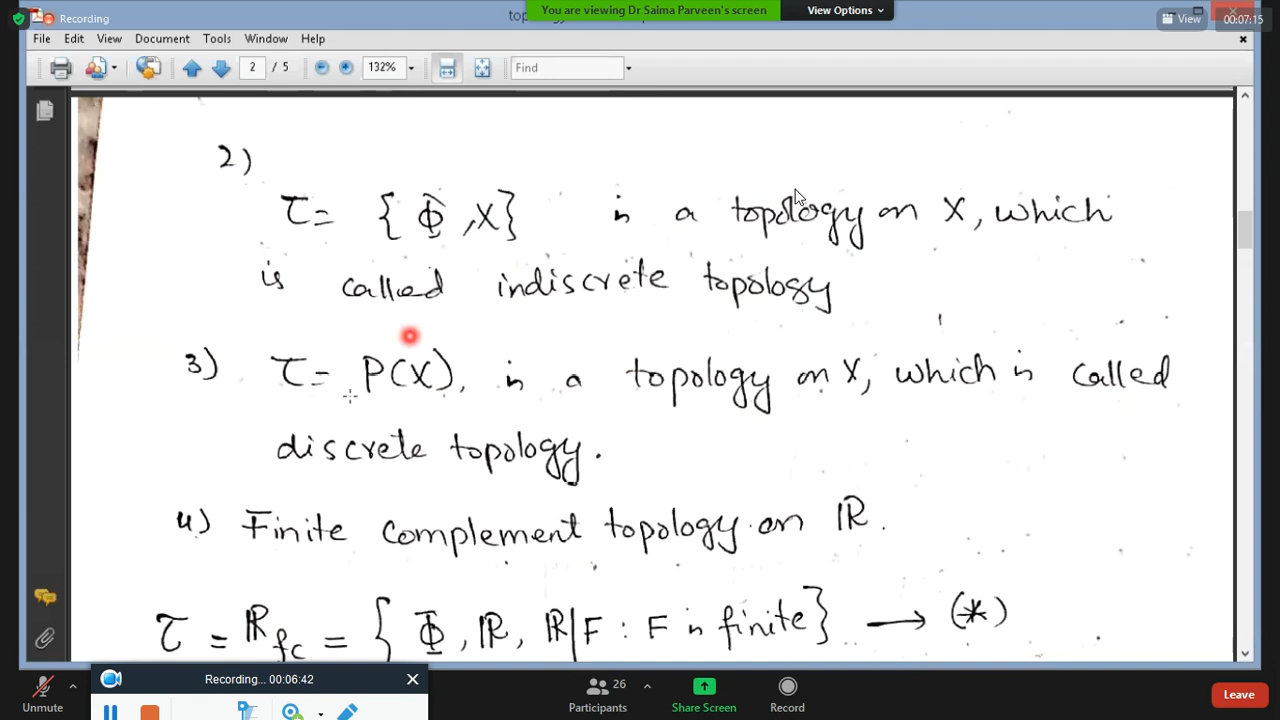 You are viewing Dr Saima Parveen's screen
View Options
Recording
View
00:07:15
File Edit View Document Tools Window Help
2 / 5 132% Find
2)
τ = {Φ, X} is a topology on X, which
is called indiscrete topology
3) τ = P(X), is a topology on X, which is called
discrete topology.
4) Finite complement topology on ℝ.
τ = ℝfc = {Φ, ℝ, ℝ|F : F is finite} → (*)
Recording... 00:06:42
26
Unmute
Participants
Share Screen
Record
Leave